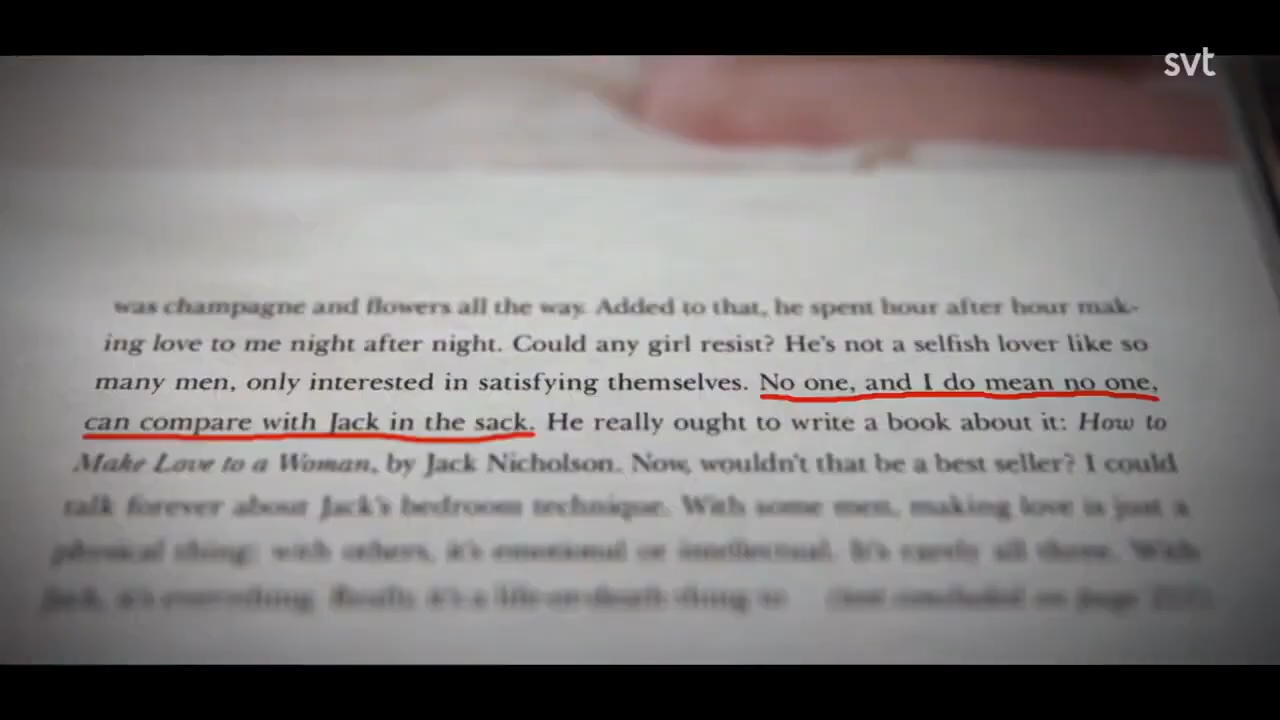 svt
was champagne and flowers all the way. Added to that, he spent hour after hour mak-
ing love to me night after night. Could any girl resist? He's not a selfish lover like so
many men, only interested in satisfying themselves. No one, and I do mean no one,
can compare with Jack in the sack. He really ought to write a book about it: How to
Make Love to a Woman, by Jack Nicholson. Now, wouldn't that be a best seller? I could
talk forever about Jack's bedroom technique. With some men, making love is just a
physical thing; with others, it's emotional or intellectual. It's rarely all three. With
Jack, it's everything. Really, it's a life-or-death thing to (text concluded on page